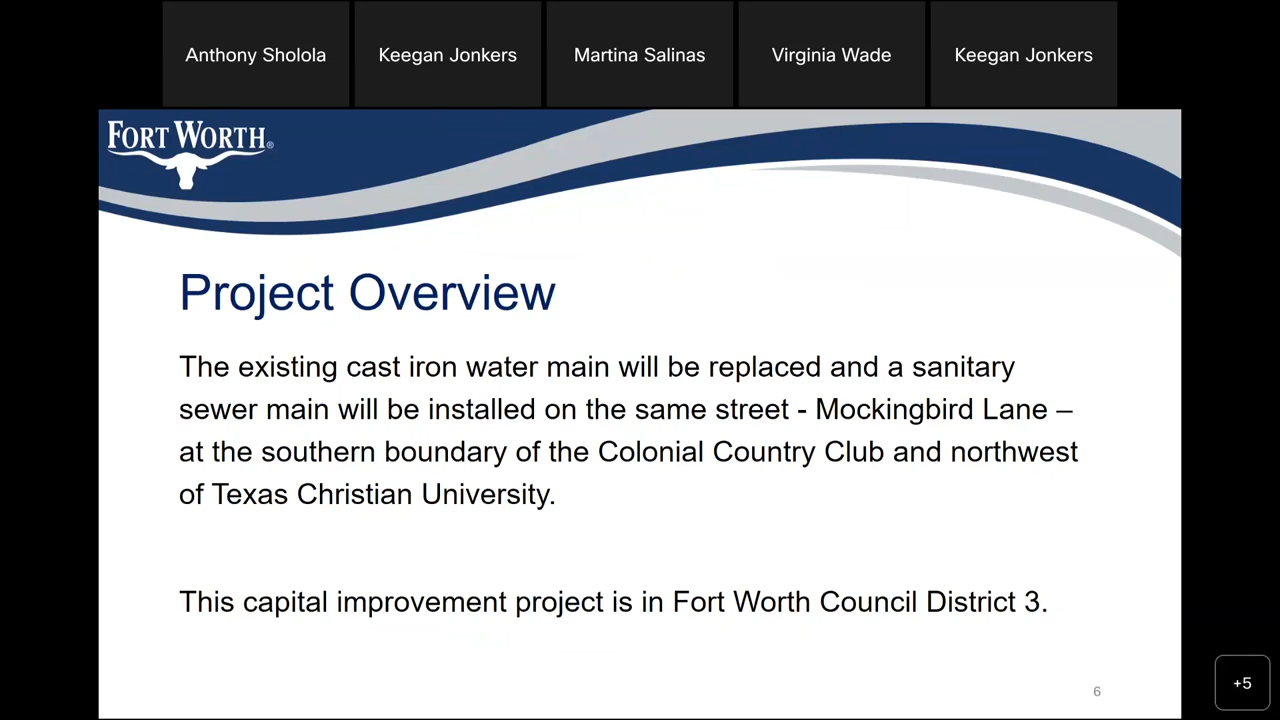 Anthony Sholola
Keegan Jonkers
Martina Salinas
Virginia Wade
Keegan Jonkers
FORT WORTH®
Project Overview
The existing cast iron water main will be replaced and a sanitary
sewer main will be installed on the same street - Mockingbird Lane –
at the southern boundary of the Colonial Country Club and northwest
of Texas Christian University.
This capital improvement project is in Fort Worth Council District 3.
6
+5